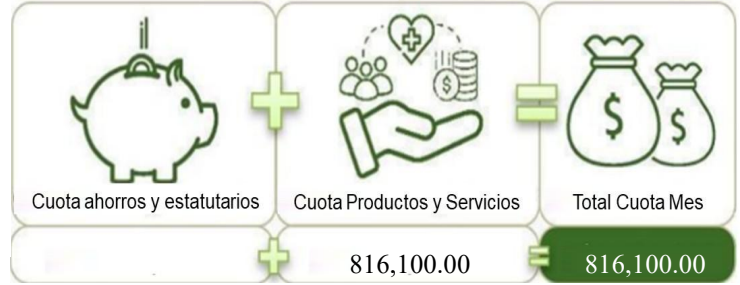 Cuota ahorros y estatutarios
Cuota Productos y Servicios
Total Cuota Mes
816,100.00
816,100.00